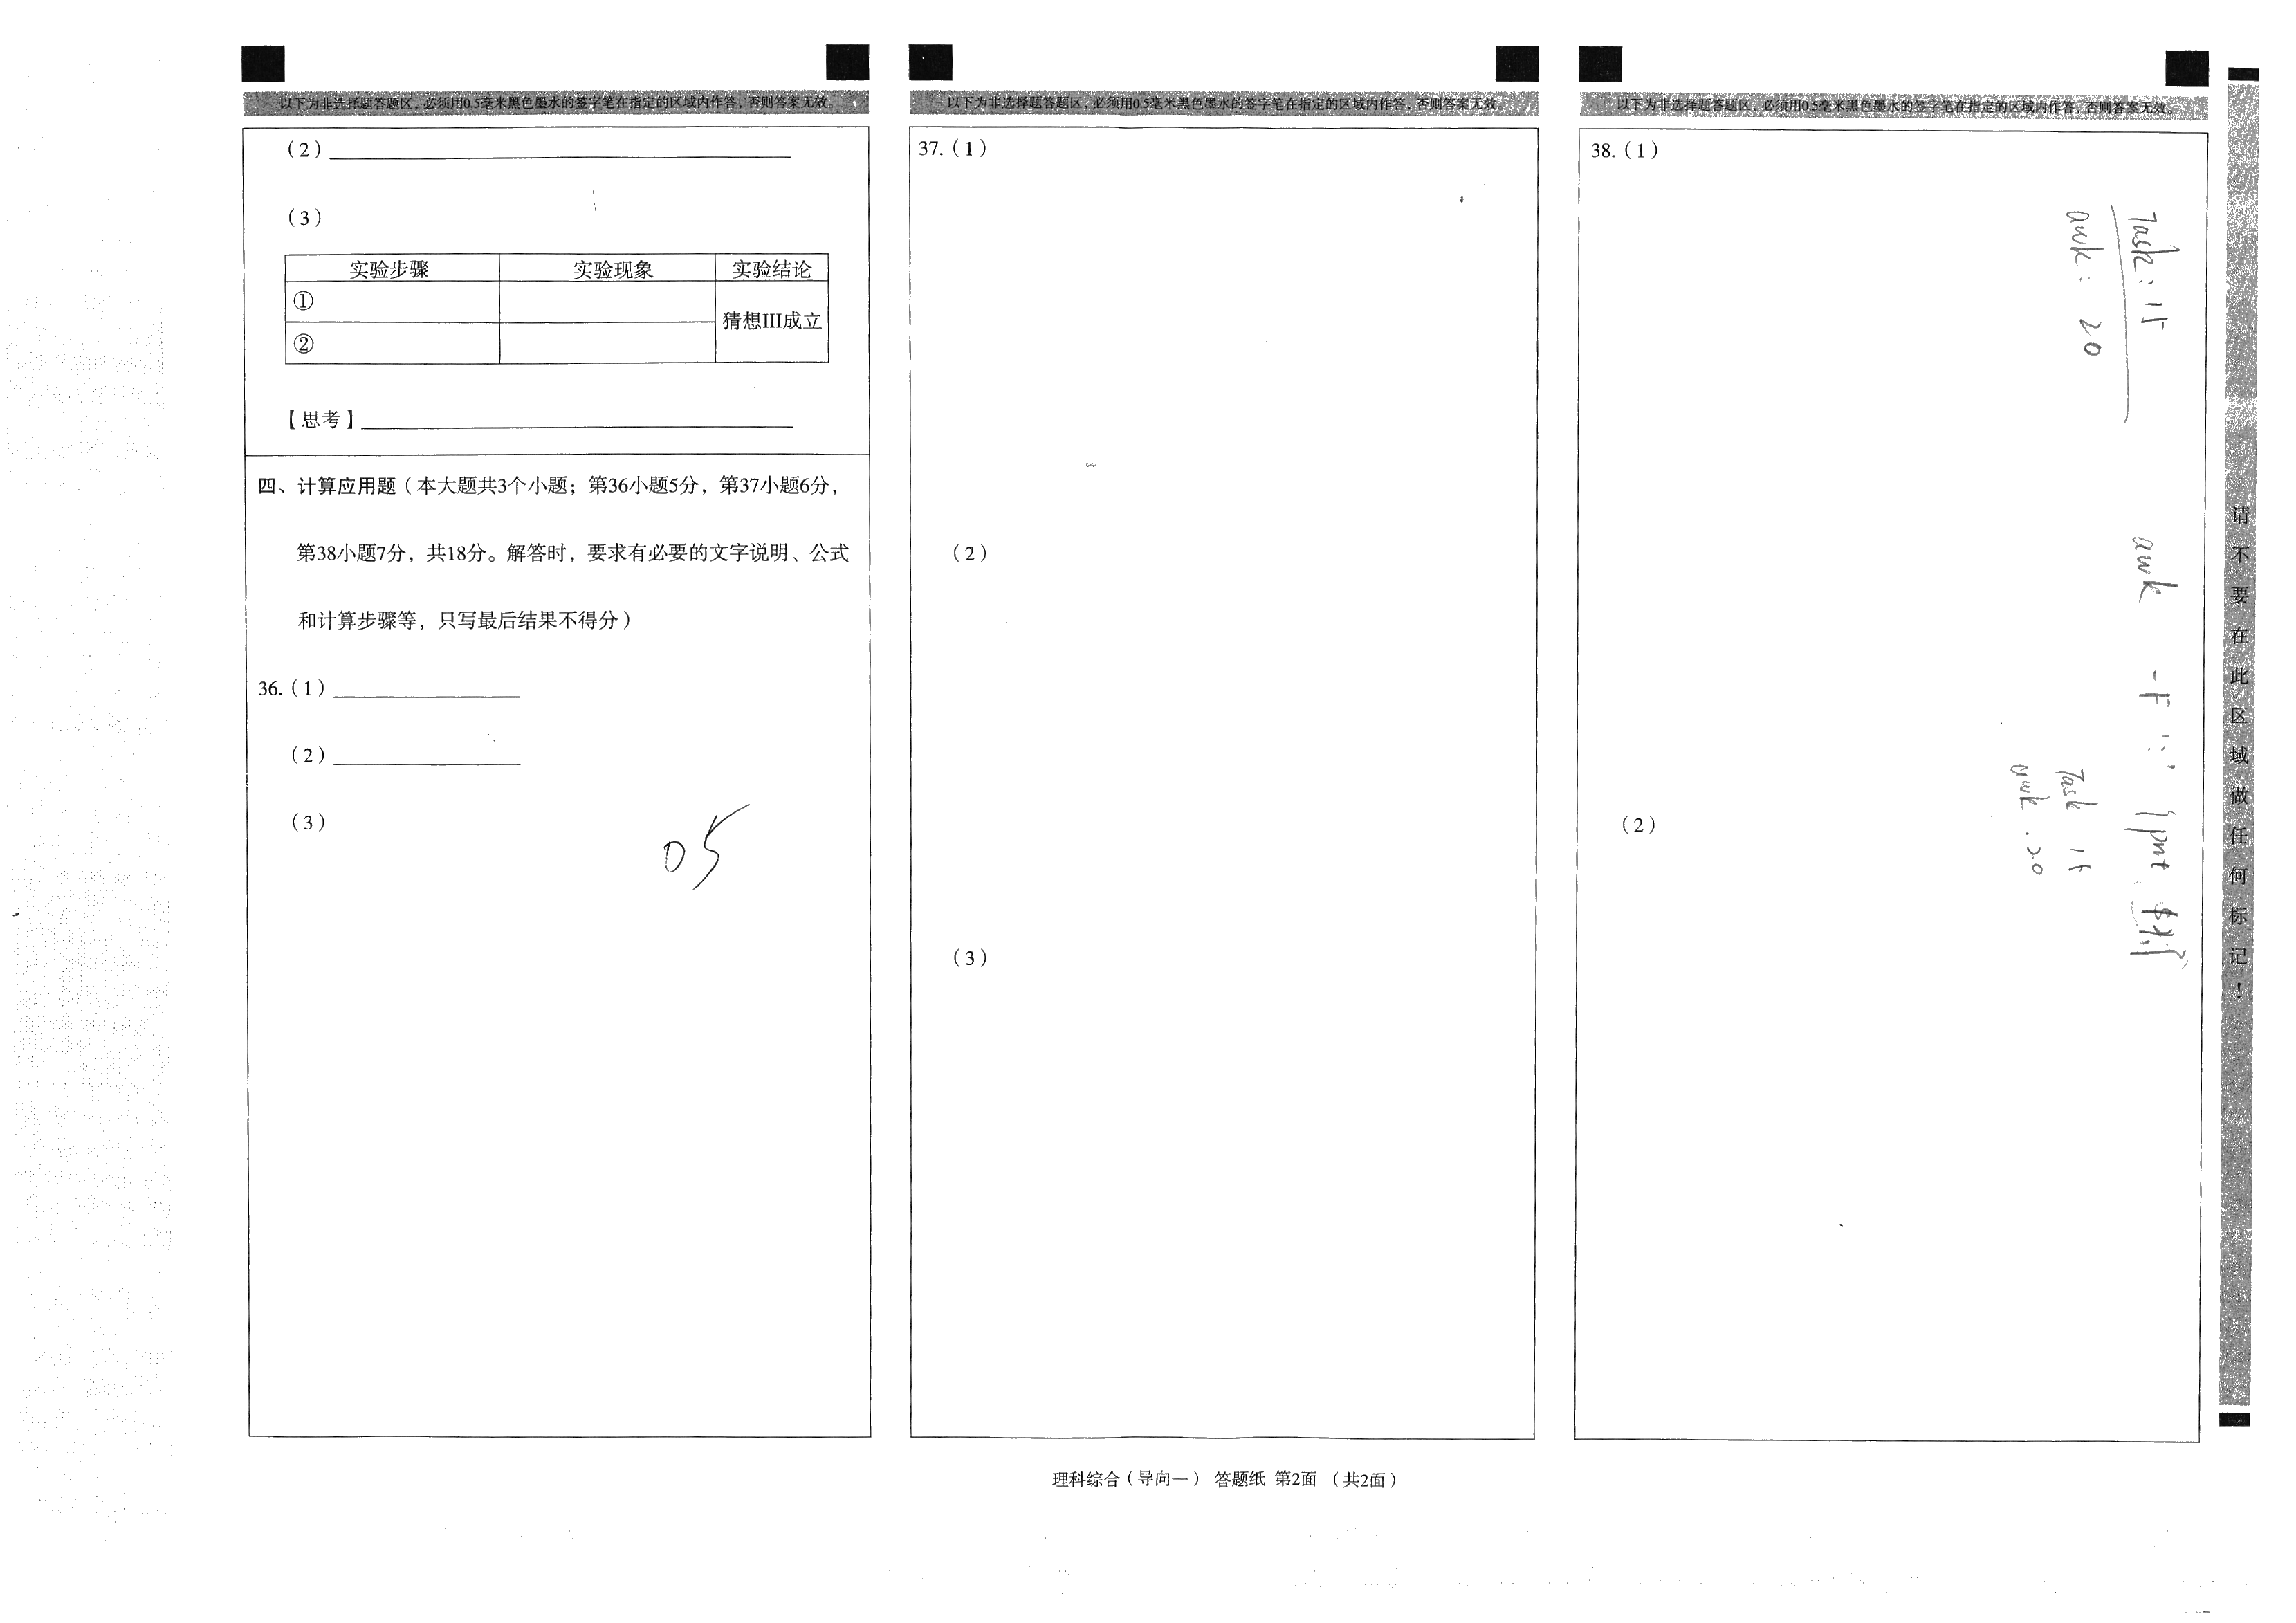 以下为非选择题答题区，必须用0.5毫米黑色墨水的签字笔在指定的区域内作答，否则答案无效。
（2）
（3）
实验步骤 实验现象 实验结论
①
猜想III成立
②
【思考】
四、计算应用题（本大题共3个小题；第36小题5分，第37小题6分，
第38小题7分，共18分。解答时，要求有必要的文字说明、公式
和计算步骤等，只写最后结果不得分）
36.（1）
（2）
（3）
05
以下为非选择题答题区，必须用0.5毫米黑色墨水的签字笔在指定的区域内作答，否则答案无效。
37.（1）
（2）
（3）
以下为非选择题答题区，必须用0.5毫米黑色墨水的签字笔在指定的区域内作答，否则答案无效。
38.（1）
Task: 15
awk: 20
awk -F ':' {
Task 15
awk 20
（2）
请不要在此区域做任何标记！
理科综合（导向一） 答题纸 第2面 （共2面）